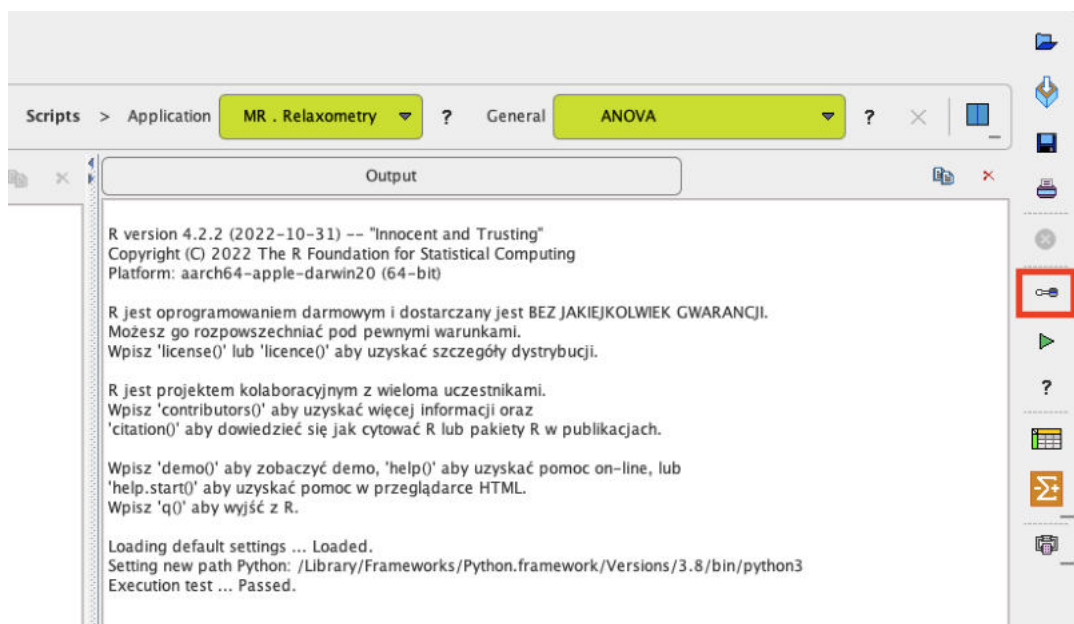 Scripts > Application MR . Relaxometry ? General ANOVA ?
Output
R version 4.2.2 (2022-10-31) -- "Innocent and Trusting"
Copyright (C) 2022 The R Foundation for Statistical Computing
Platform: aarch64-apple-darwin20 (64-bit)
R jest oprogramowaniem darmowym i dostarczany jest BEZ JAKIEJKOLWIEK GWARANCJI.
Możesz go rozpowszechniać pod pewnymi warunkami.
Wpisz 'license()' lub 'licence()' aby uzyskać szczegóły dystrybucji.
R jest projektem kolaboracyjnym z wieloma uczestnikami.
Wpisz 'contributors()' aby uzyskać więcej informacji oraz
'citation()' aby dowiedzieć się jak cytować R lub pakiety R w publikacjach.
Wpisz 'demo()' aby zobaczyć demo, 'help()' aby uzyskać pomoc on-line, lub
'help.start()' aby uzyskać pomoc w przeglądarce HTML.
Wpisz 'q()' aby wyjść z R.
Loading default settings ... Loaded.
Setting new path Python: /Library/Frameworks/Python.framework/Versions/3.8/bin/python3
Execution test ... Passed.
?